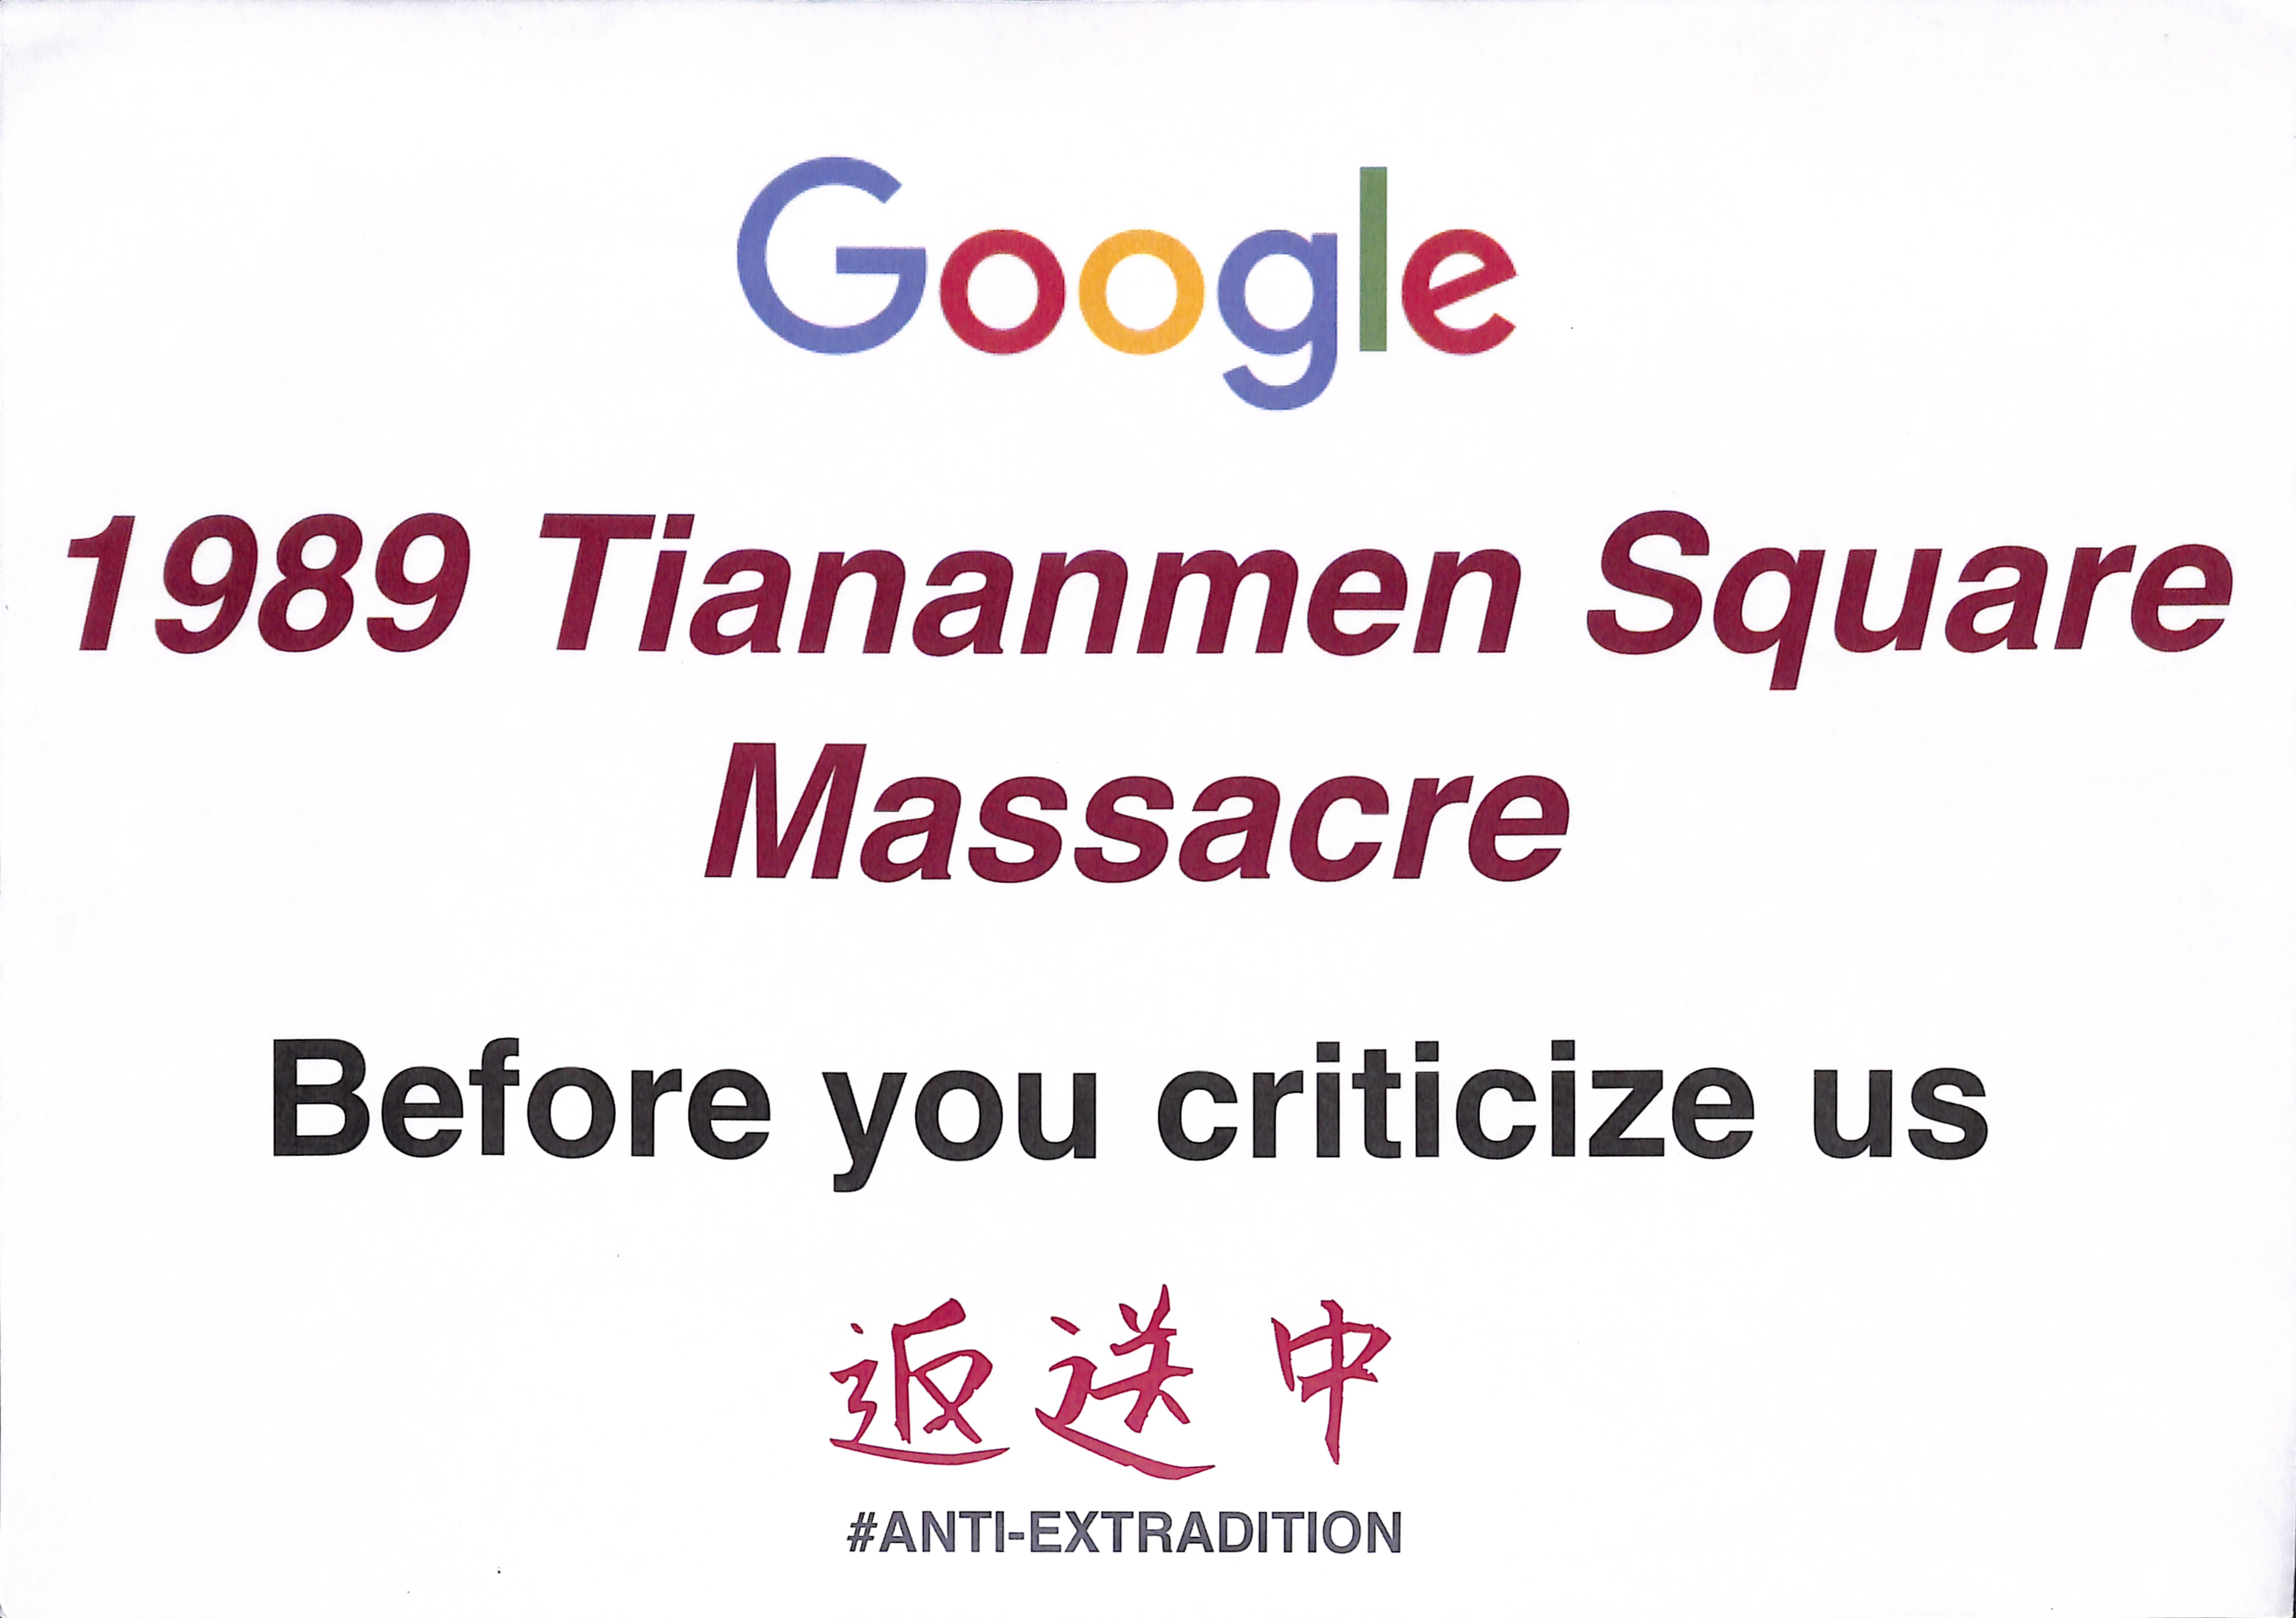 Google
1989 Tiananmen Square
Massacre
Before you criticize us
返送中
#ANTI-EXTRADITION